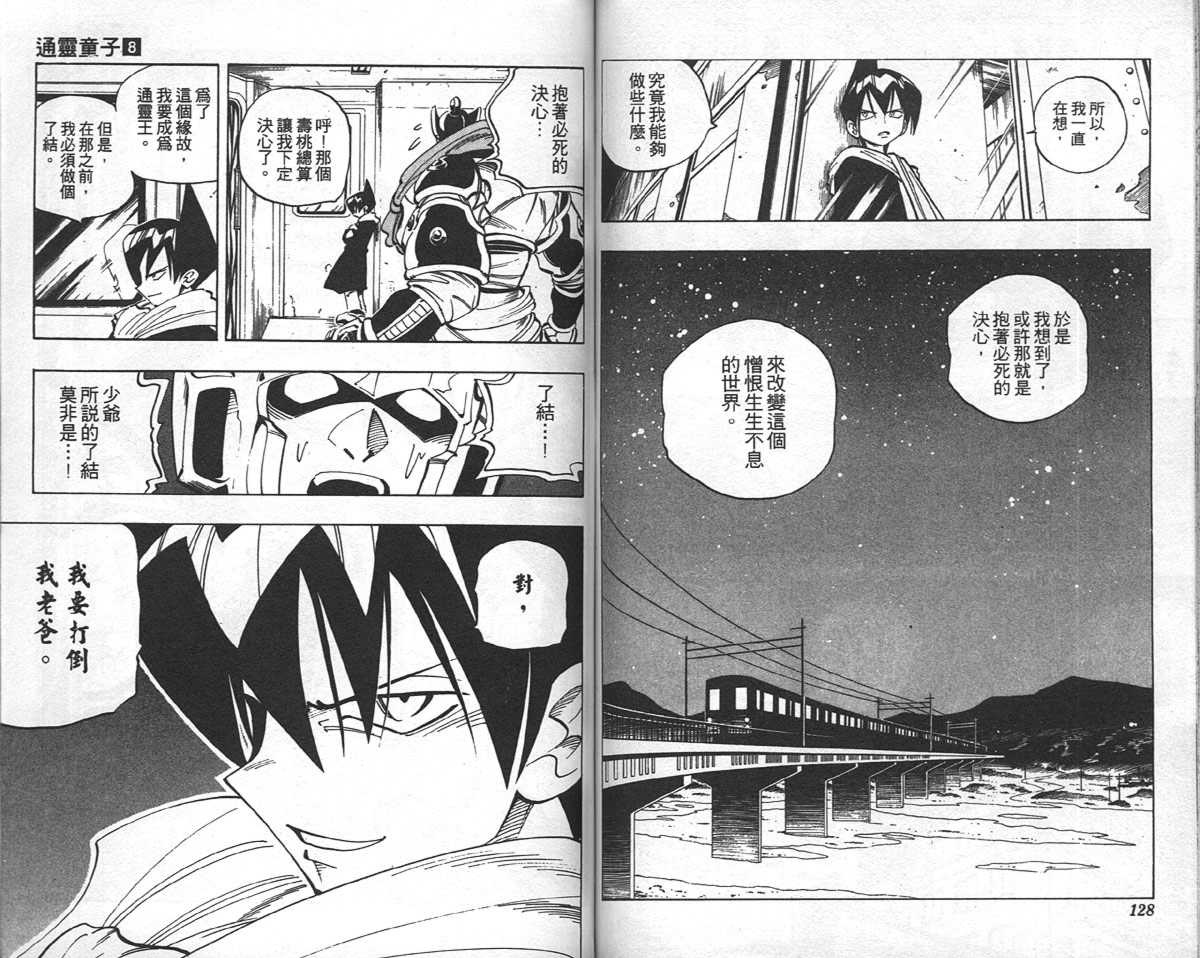 所以，
我一直
在想，
究竟我能夠
做些什麼。
於是
我想到了，
或許那就是
抱著必死的
決心，
來改變這個
憎恨生生不息
的世界。
128
通靈童子8
抱著必死的
決心…
呼！那個
壽桃總算
讓我下定
決心了。
為了
這個緣故，
我要成為
通靈王。
但是，
在那之前，
我必須做個
了結。
了結…！
少爺
所說的了結
莫非是…！
對，
我要打倒
我老爸。